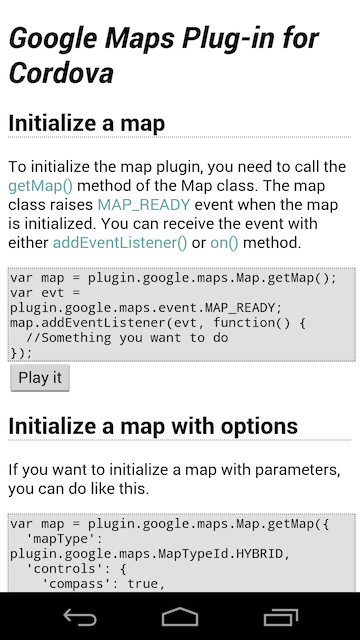 Google Maps Plug-in for
Cordova
Initialize a map
To initialize the map plugin, you need to call the
getMap() method of the Map class. The map
class raises MAP_READY event when the map
is initialized. You can receive the event with
either addEventListener() or on() method.
var map = plugin.google.maps.Map.getMap();
var evt =
plugin.google.maps.event.MAP_READY;
map.addEventListener(evt, function() {
  //Something you want to do
});
Play it
Initialize a map with options
If you want to initialize a map with parameters,
you can do like this.
var map = plugin.google.maps.Map.getMap({
  'mapType':
plugin.google.maps.MapTypeId.HYBRID,
  'controls': {
    'compass': true,